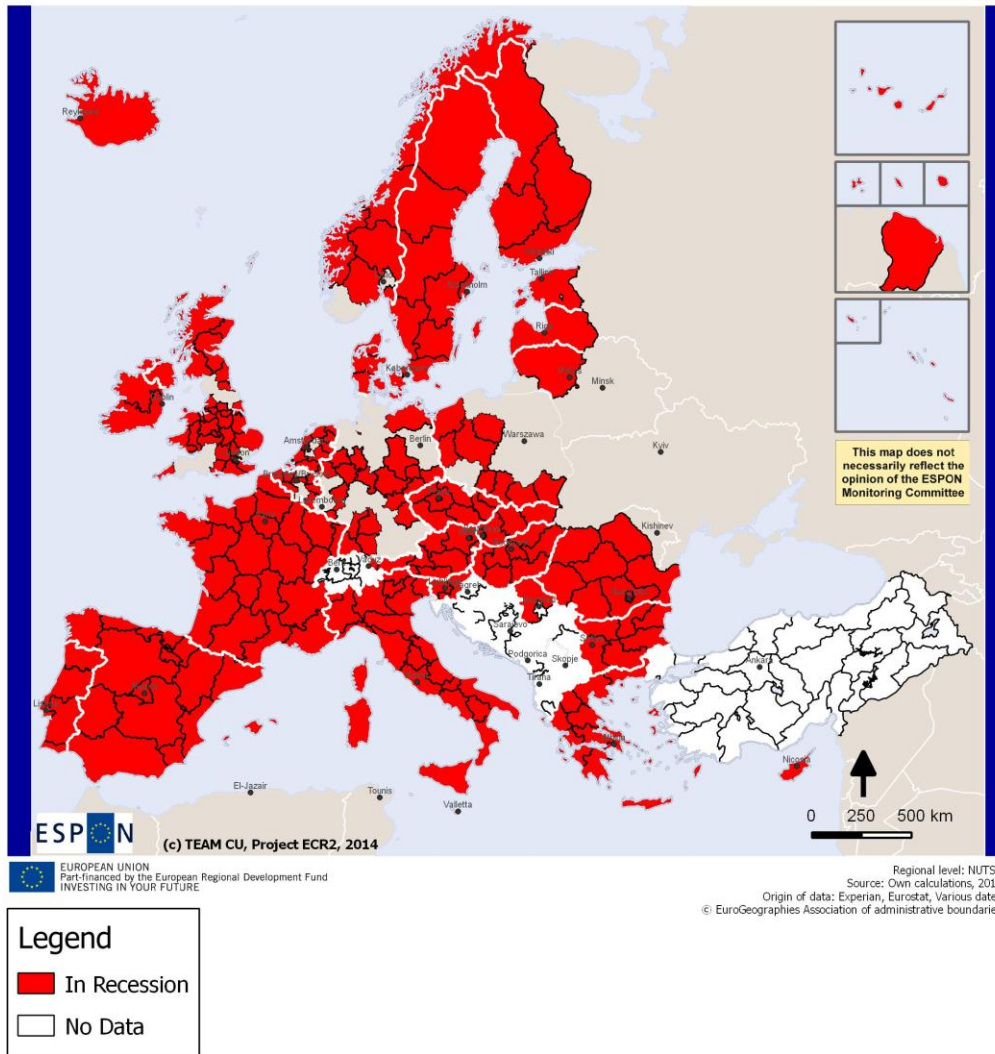 Tallinn
Riga
Minsk
Dublin
København
Amsterdam
Berlin
Warszawa
Kyiv
Kishinev
Bern
Vaduz
Zagreb
Sarajevo
Podgorica
Skopje
Tirana
Ankara
Nicosia
El-Jazair
Tounis
Valletta
This map does not
necessarily reflect the
opinion of the ESPON
Monitoring Committee
0 250 500 km
ESPON
(c) TEAM CU, Project ECR2, 2014
EUROPEAN UNION
Part-financed by the European Regional Development Fund
INVESTING IN YOUR FUTURE
Regional level: NUTS
Source: Own calculations, 201
Origin of data: Experian, Eurostat, Various date
© EuroGeographies Association of administrative boundarie
Legend
In Recession
No Data